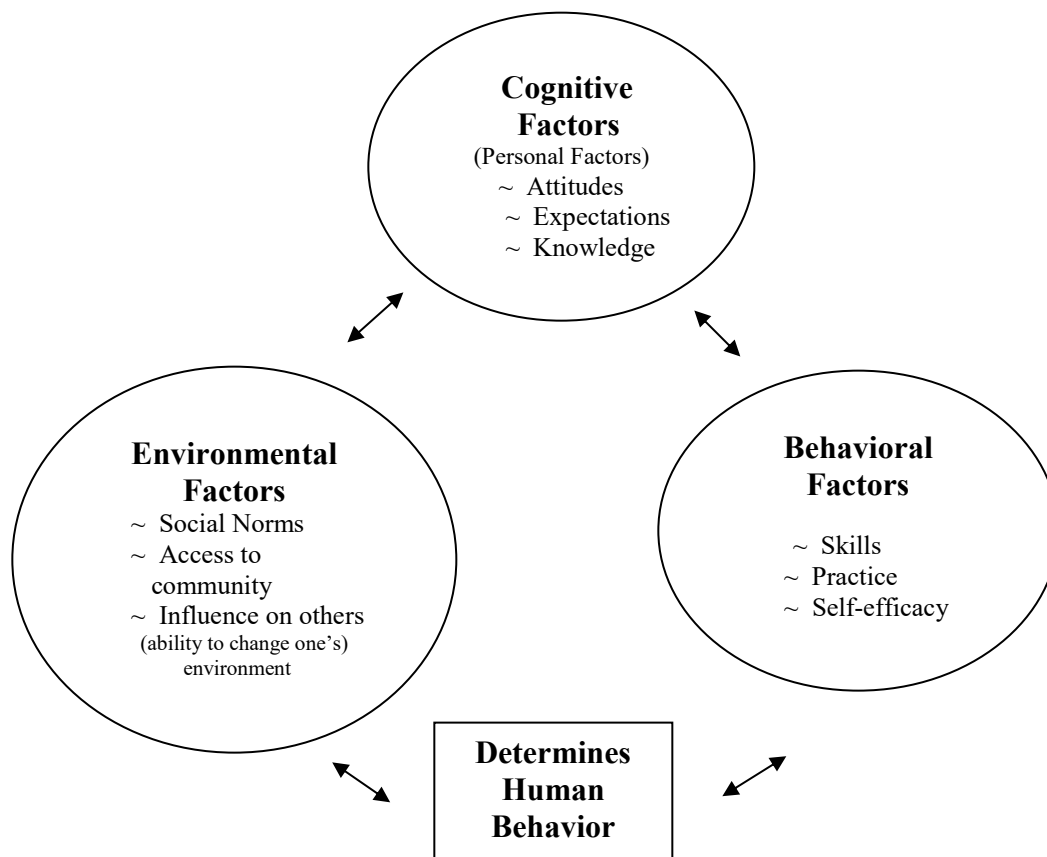 Cognitive
Factors
(Personal Factors)
~ Attitudes
~ Expectations
~ Knowledge
Environmental
Factors
~ Social Norms
~ Access to
community
~ Influence on others
(ability to change one’s)
environment
Behavioral
Factors
~ Skills
~ Practice
~ Self-efficacy
Determines
Human
Behavior